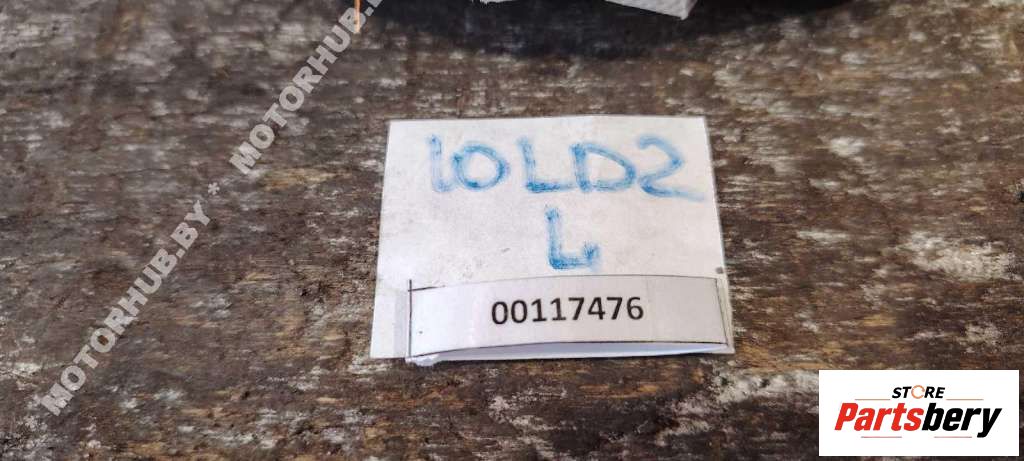 MOTORHUB.BY * MOTORHUB.BY
10LD2
L
00117476
STORE
Partsbery